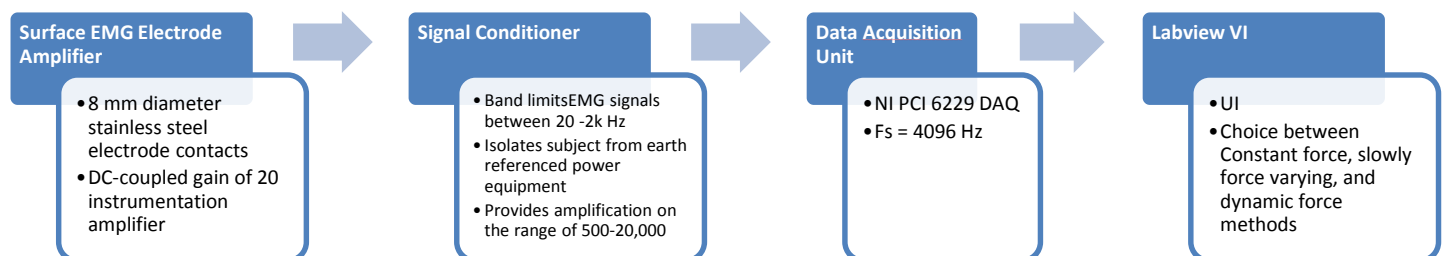 Surface EMG Electrode
Amplifier
• 8 mm diameter
stainless steel
electrode contacts
• DC-coupled gain of 20
instrumentation
amplifier
Signal Conditioner
• Band limitsEMG signals
between 20 -2k Hz
• Isolates subject from earth
referenced power
equipment
• Provides amplification on
the range of 500-20,000
Data Acquisition
Unit
• NI PCI 6229 DAQ
• Fs = 4096 Hz
Labview VI
• UI
• Choice between
Constant force, slowly
force varying, and
dynamic force
methods